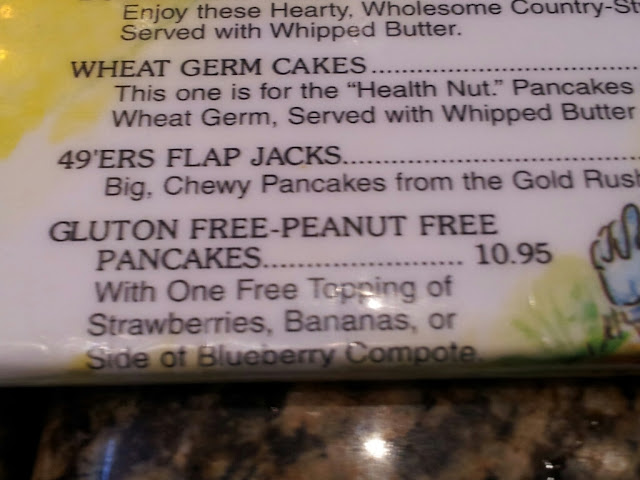 Enjoy these Hearty, Wholesome Country-St
Served with Whipped Butter.
WHEAT GERM CAKES.......................................
This one is for the "Health Nut." Pancakes
Wheat Germ, Served with Whipped Butter
49'ERS FLAP JACKS............................................
Big, Chewy Pancakes from the Gold Rush
GLUTON FREE-PEANUT FREE
PANCAKES...................... 10.95
With One Free Topping of
Strawberries, Bananas, or
Side of Blueberry Compote.